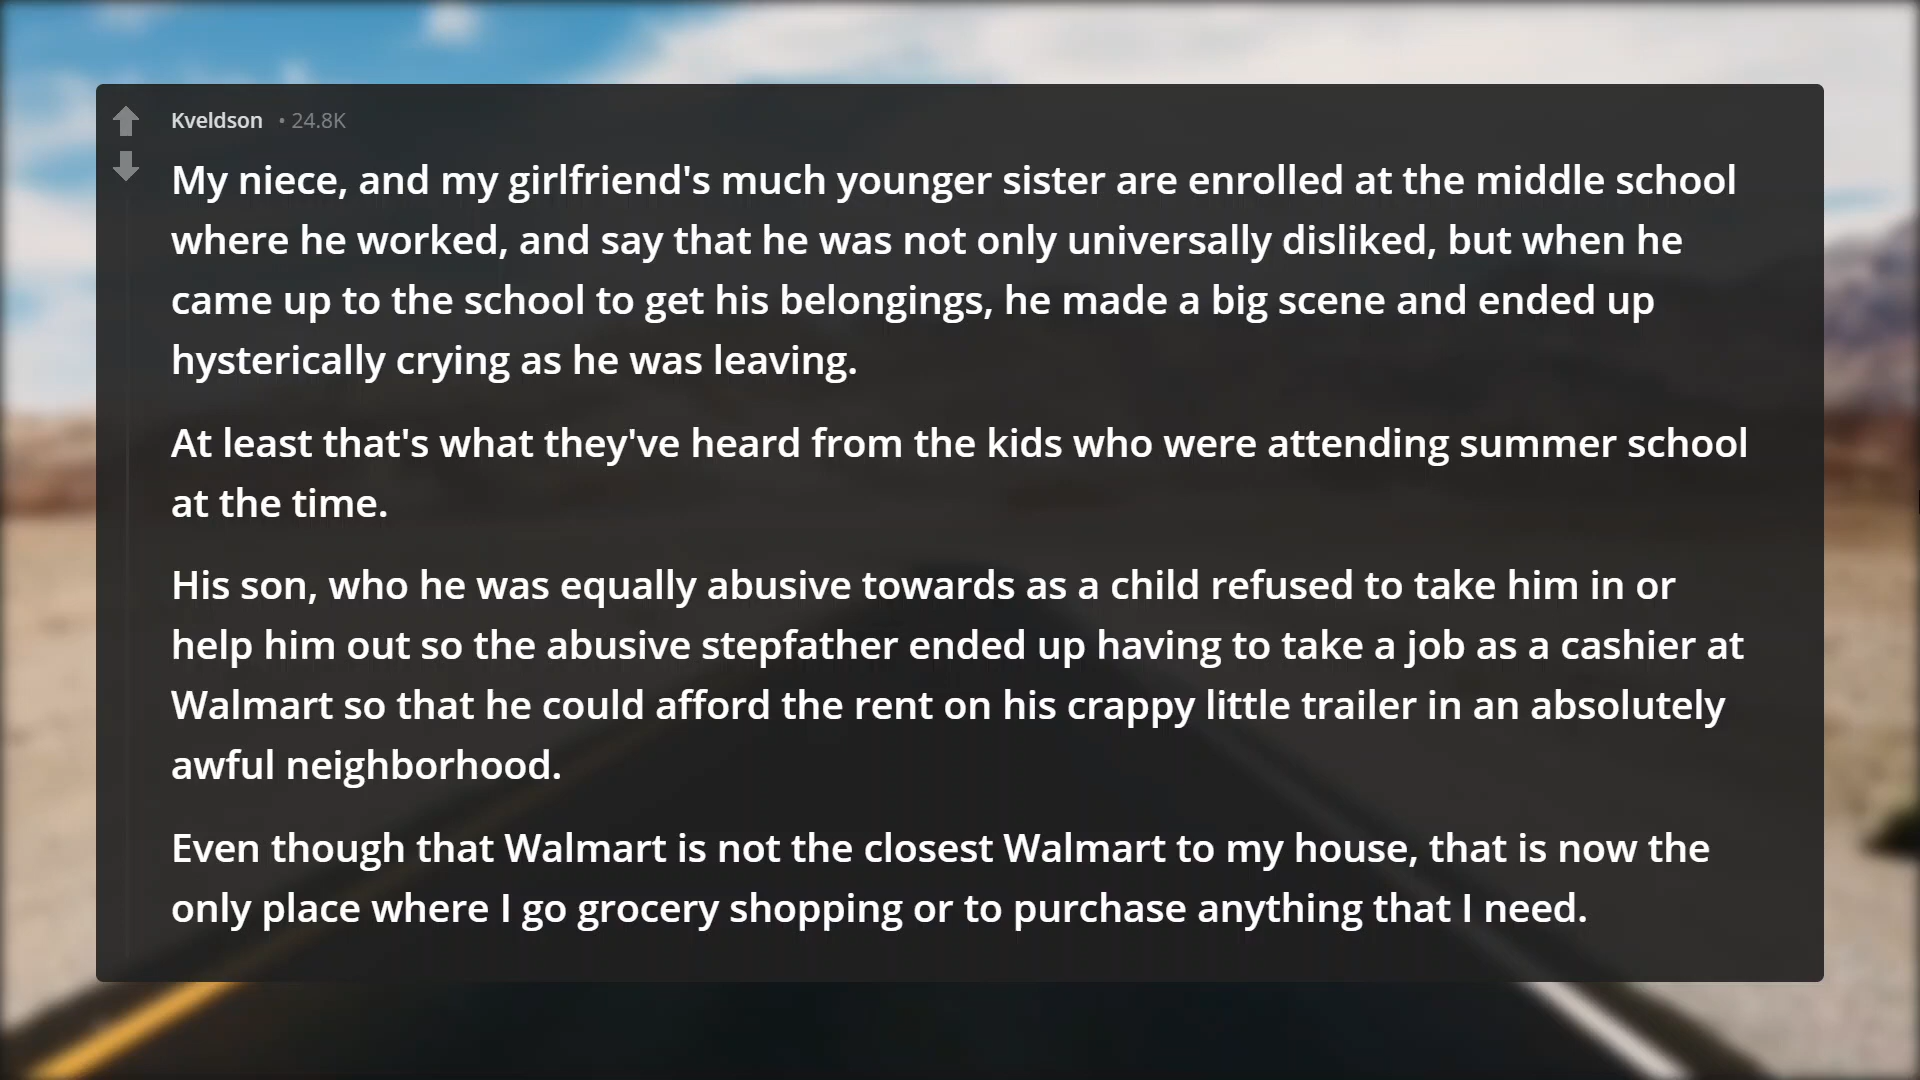 Kveldson • 24.8K
My niece, and my girlfriend's much younger sister are enrolled at the middle school
where he worked, and say that he was not only universally disliked, but when he
came up to the school to get his belongings, he made a big scene and ended up
hysterically crying as he was leaving.
At least that's what they've heard from the kids who were attending summer school
at the time.
His son, who he was equally abusive towards as a child refused to take him in or
help him out so the abusive stepfather ended up having to take a job as a cashier at
Walmart so that he could afford the rent on his crappy little trailer in an absolutely
awful neighborhood.
Even though that Walmart is not the closest Walmart to my house, that is now the
only place where I go grocery shopping or to purchase anything that I need.